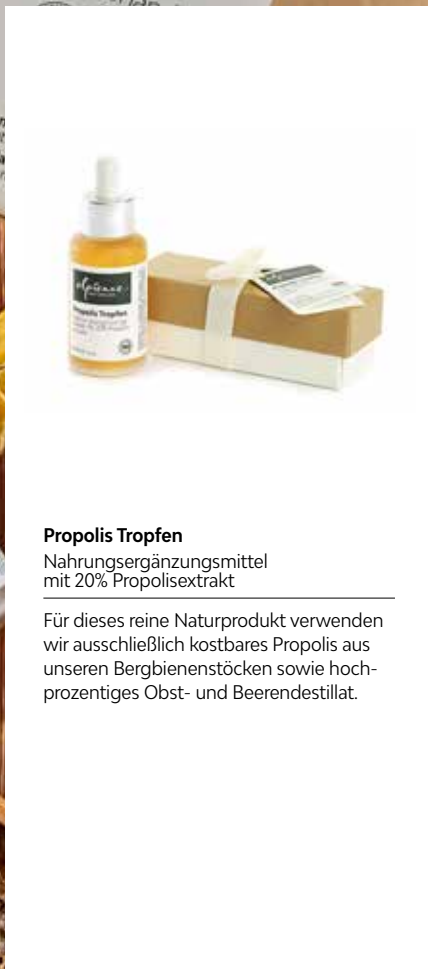 Propolis Tropfen
Propolis Tropfen
Nahrungsergänzungsmittel
mit 20% Propolisextrakt
Für dieses reine Naturprodukt verwenden
wir ausschließlich kostbares Propolis aus
unseren Bergbienenstöcken sowie hoch-
prozentiges Obst- und Beerendestillat.